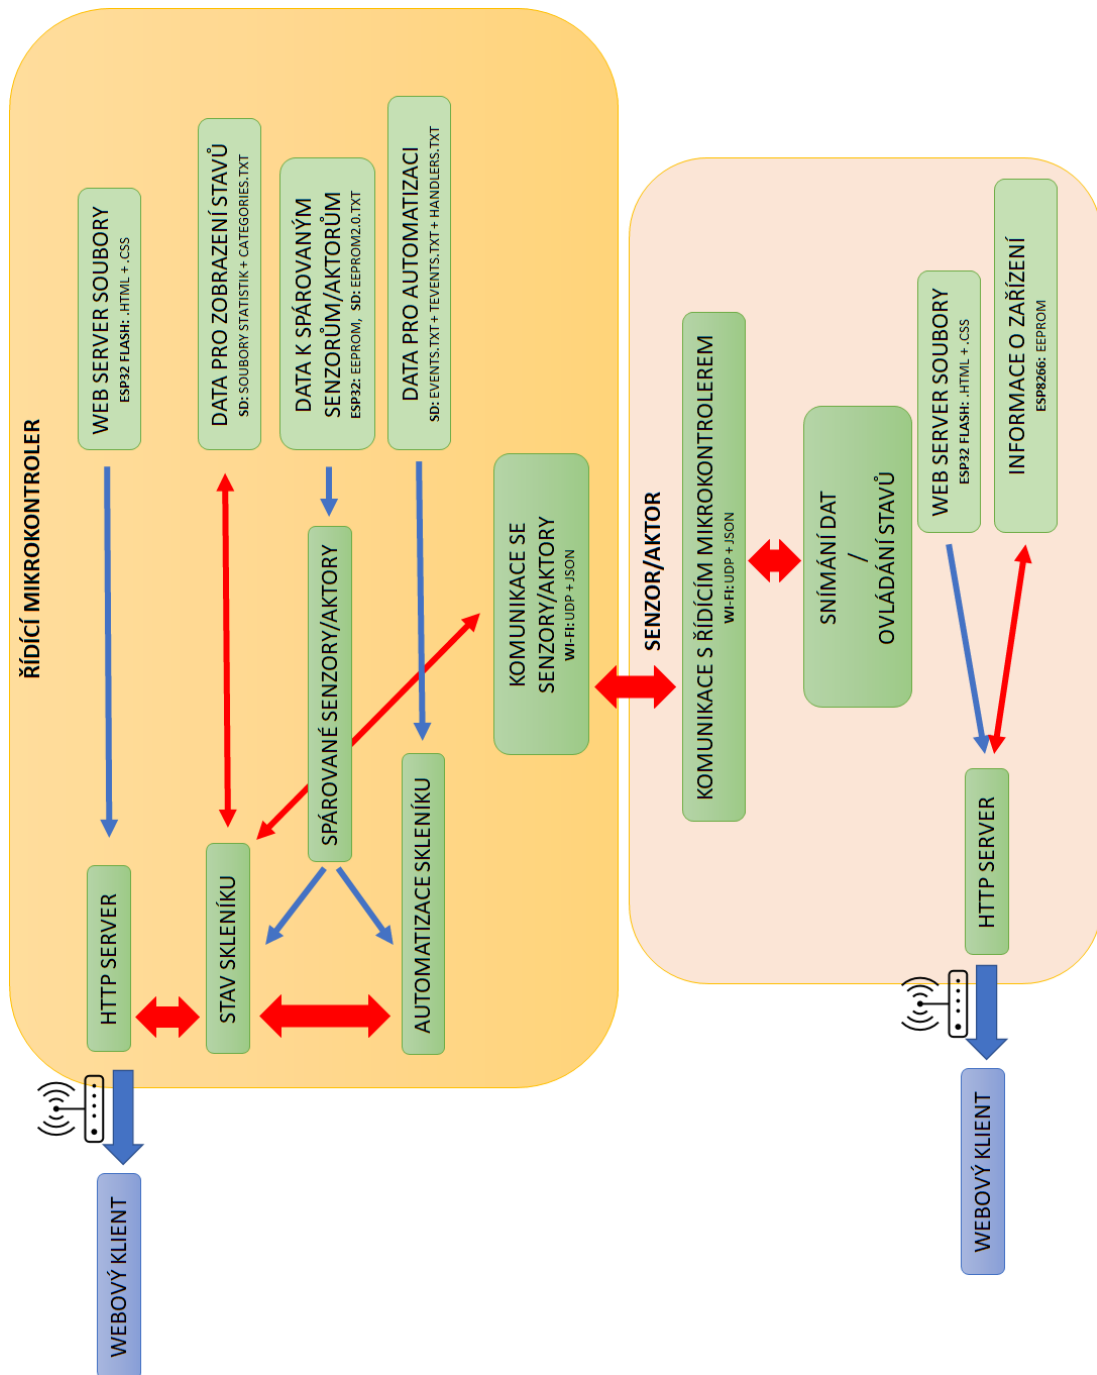 ŘÍDÍCÍ MIKROKONTROLER
WEBOVÝ KLIENT
HTTP SERVER
WEB SERVER SOUBORY
ESP32 FLASH: .HTML + .CSS
STAV SKLENÍKU
DATA PRO ZOBRAZENÍ STAVŮ
SD: SOUBORY STATISTIK + CATEGORIES.TXT
SPÁROVANÉ SENZORY/AKTORY
DATA K SPÁROVANÝM
SENZORŮM/AKTORŮM
ESP32: EEPROM, SD: EEPROM2.0.TXT
AUTOMATIZACE SKLENÍKU
DATA PRO AUTOMATIZACI
SD: EVENTS.TXT + TEVENTS.TXT + HANDLERS.TXT
KOMUNIKACE SE
SENZORY/AKTORY
WI-FI: UDP + JSON
SENZOR/AKTOR
KOMUNIKACE S ŘÍDÍCÍM MIKROKONTROLEREM
WI-FI: UDP + JSON
SNÍMÁNÍ DAT
/
OVLÁDÁNÍ STAVŮ
WEBOVÝ KLIENT
HTTP SERVER
WEB SERVER SOUBORY
ESP32 FLASH: .HTML + .CSS
INFORMACE O ZAŘÍZENÍ
ESP8266: EEPROM